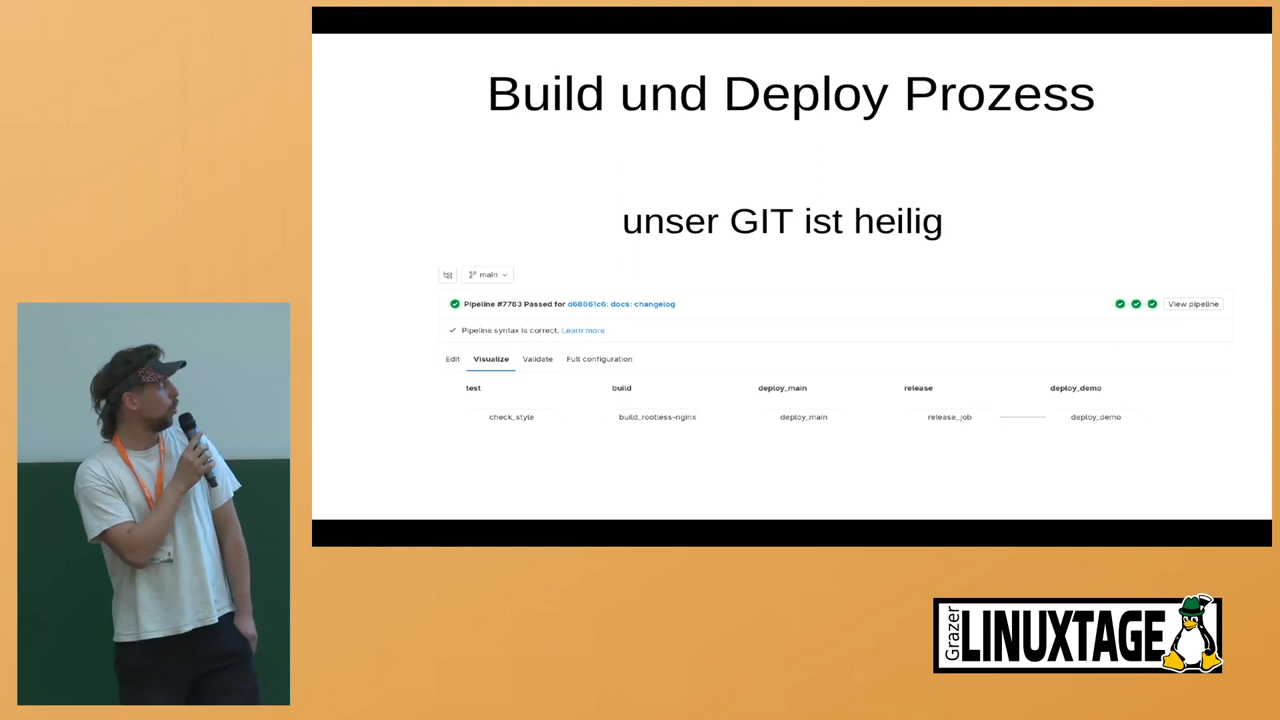 Build und Deploy Prozess
unser GIT ist heilig
main
Pipeline #7783 Passed for d68861c6: docs: changelog
View pipeline
Pipeline syntax is correct. Learn more
Edit Visualize Validate Full configuration
test build deploy_main release deploy_demo
check_style build_rootless-nginx deploy_main release_job deploy_demo
Grazer
LINUXTAGE